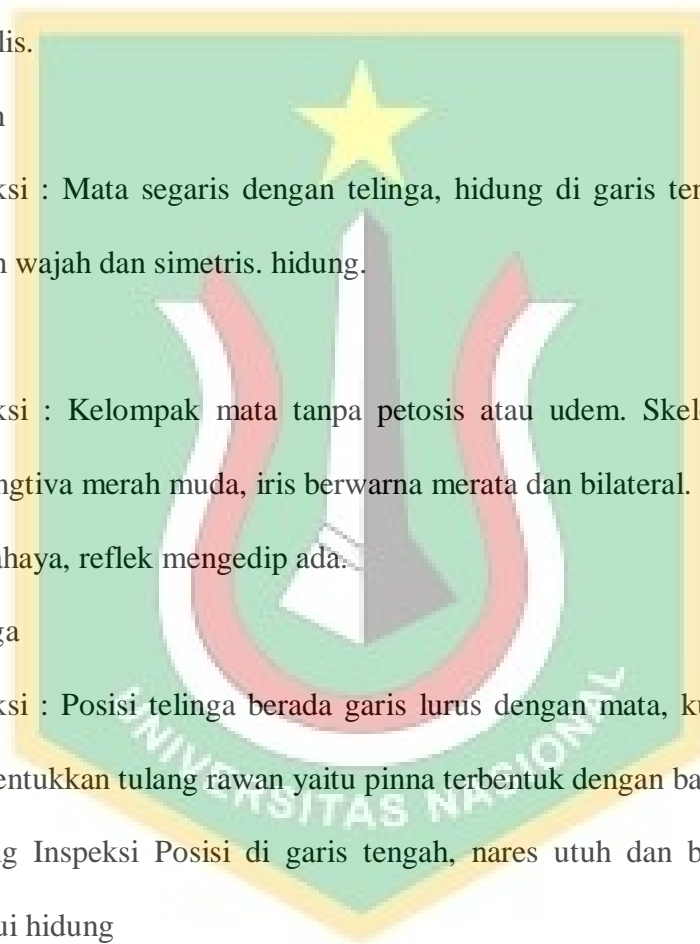 lis.
n
ksi : Mata segaris dengan telinga, hidung di garis ten
n wajah dan simetris. hidung.
ksi : Kelompak mata tanpa petosis atau udem. Skel
ngtiva merah muda, iris berwarna merata dan bilateral.
ahaya, reflek mengedip ada.
ga
ksi : Posisi telinga berada garis lurus dengan mata, ku
entukkan tulang rawan yaitu pinna terbentuk dengan ba
ng Inspeksi Posisi di garis tengah, nares utuh dan b
ui hidung
UNIVERSITAS NASIONAL